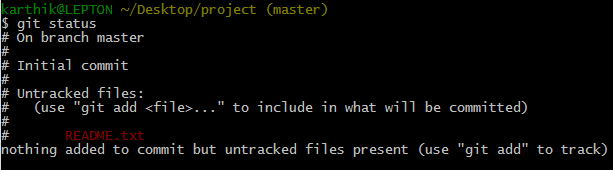 karthik@LEPTON ~/Desktop/project (master)
$ git status
# On branch master
#
# Initial commit
#
# Untracked files:
#   (use "git add <file>..." to include in what will be committed)
#
#       README.txt
nothing added to commit but untracked files present (use "git add" to track)